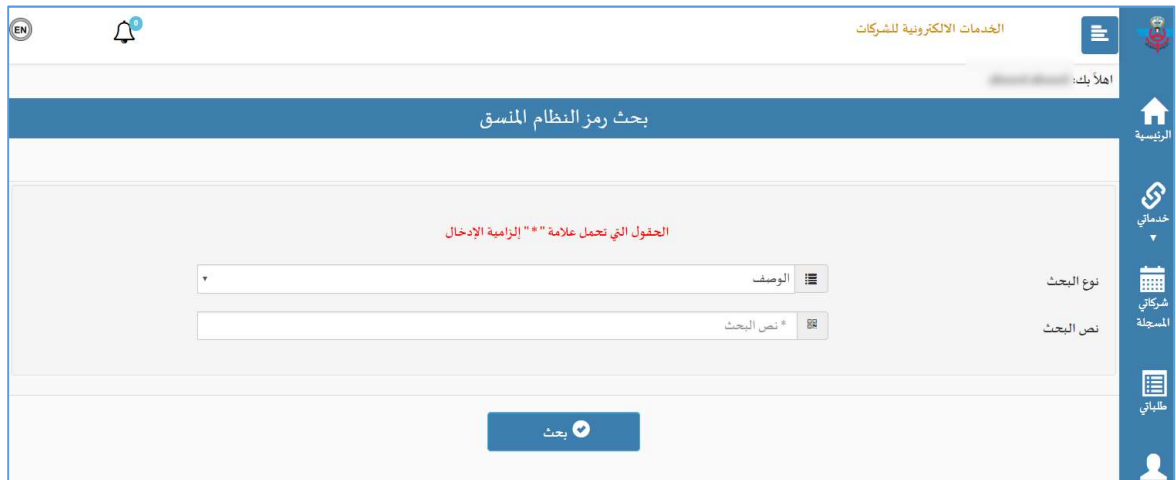 الخدمات الالكترونية للشركات
0
EN
اهلاً بك:
الرئيسية
خدماتي
شركاتي
المسجلة
طلباتي
بحث رمز النظام المنسق
الحقول التي تحمل علامة "*" إلزامية الإدخال
نوع البحث
الوصف
نص البحث
* نص البحث
بحث